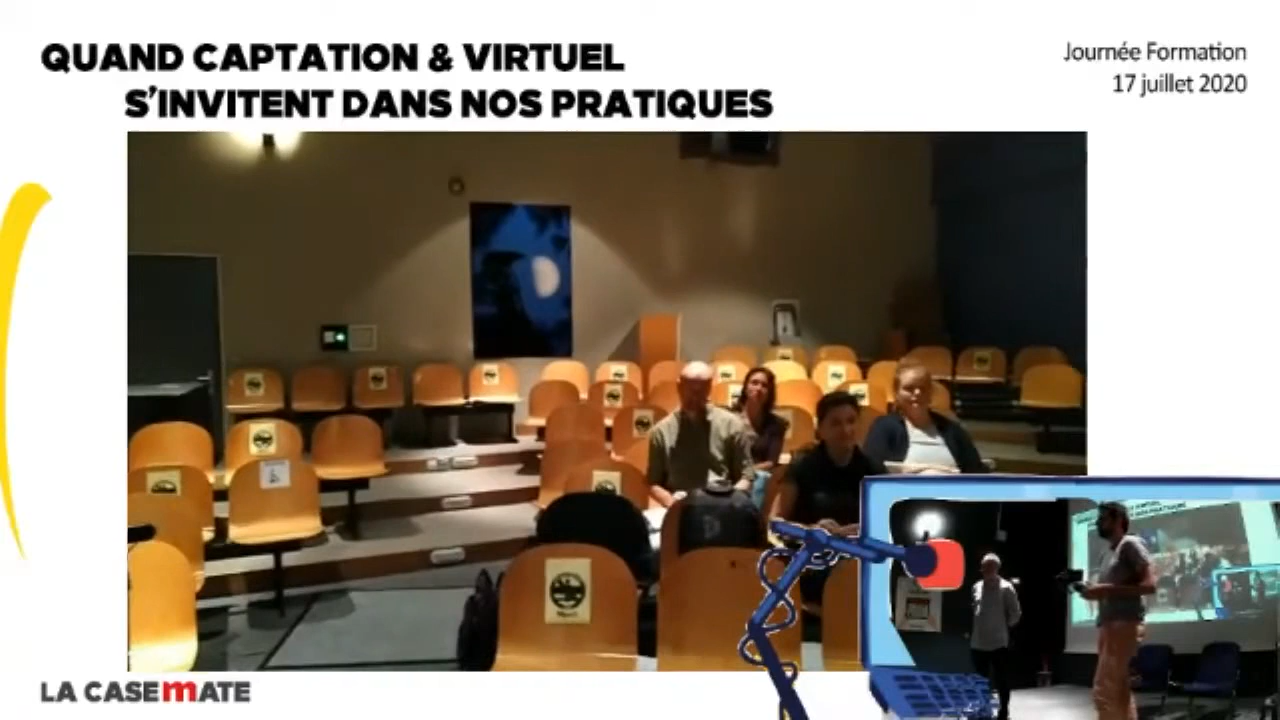 QUAND CAPTATION & VIRTUEL
S'INVITENT DANS NOS PRATIQUES
Journée Formation
17 juillet 2020
LA CASEMATE